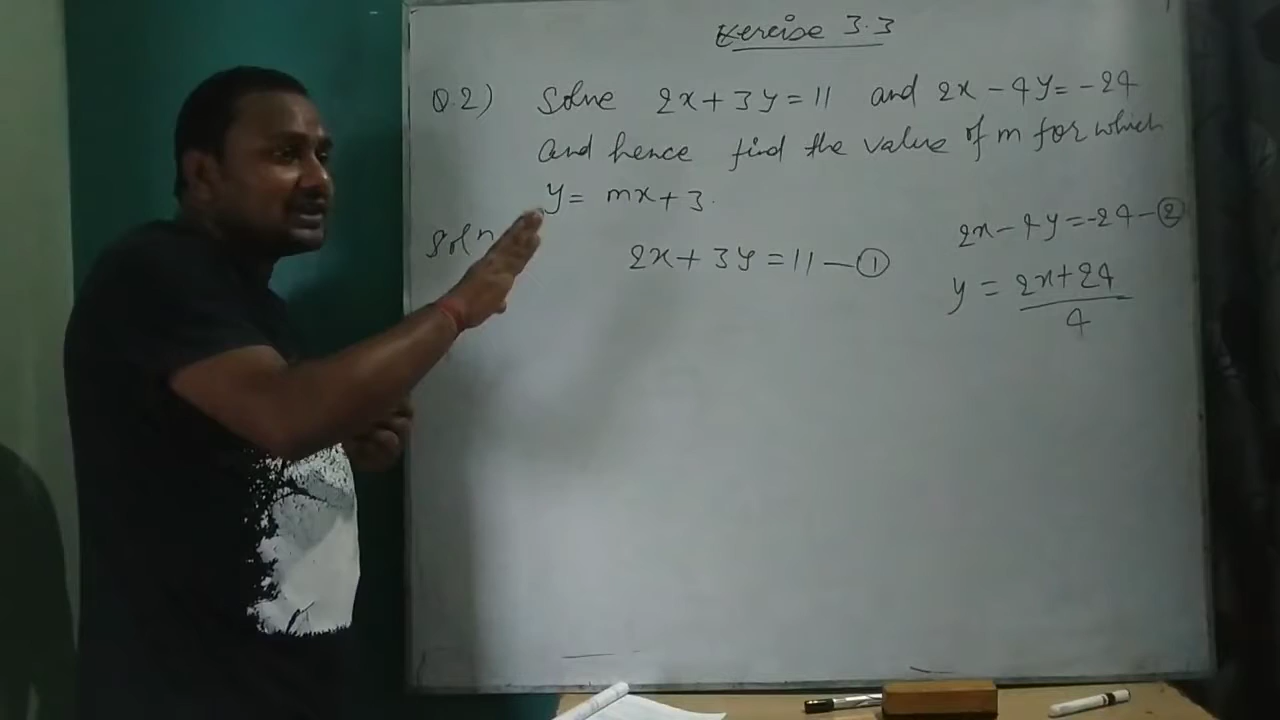 Exercise 3.3
Q.2) Solve 2x + 3y = 11 and 2x - 4y = -24
and hence find the value of m for which
y = mx + 3.
Soln
2x + 3y = 11 — ①
2x - 4y = -24 - ②
y = 2x + 24
4